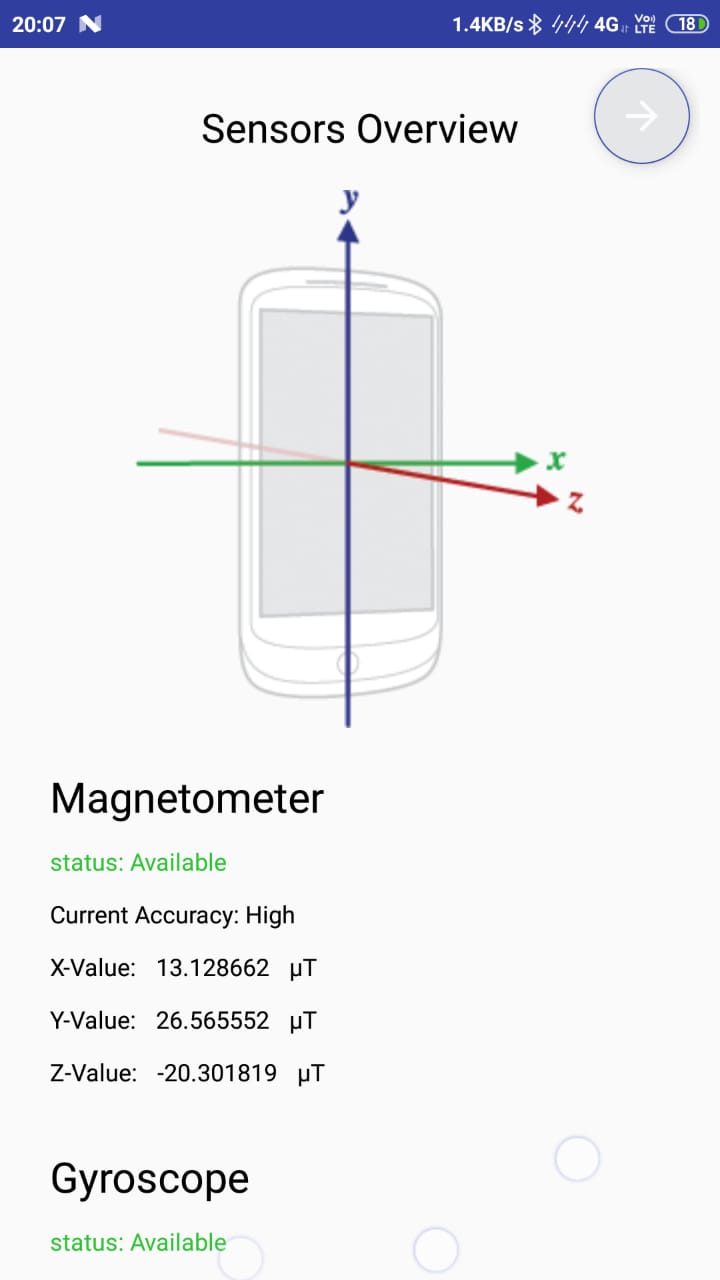 20:07 N 1.4KB/s 4G Vo)) LTE 18
Sensors Overview
y
x
z
Magnetometer
status: Available
Current Accuracy: High
X-Value: 13.128662 µT
Y-Value: 26.565552 µT
Z-Value: -20.301819 µT
Gyroscope
status: Available